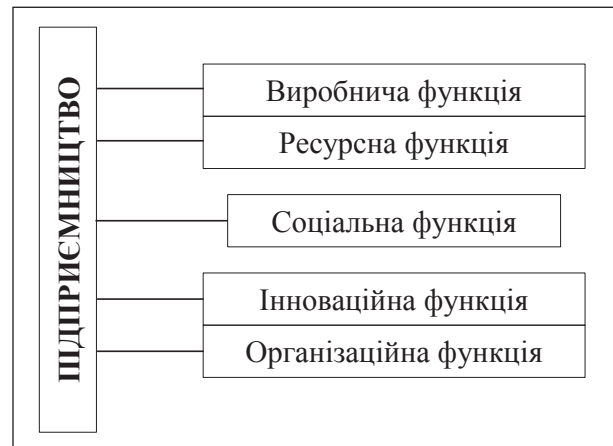 ПІДПРИЄМНИЦТВО
Виробнича функція
Ресурсна функція
Соціальна функція
Інноваційна функція
Організаційна функція